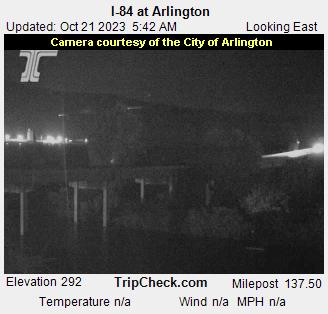 I-84 at Arlington
Updated: Oct 21 2023 5:42 AM Looking East
Camera courtesy of the City of Arlington
Elevation 292 TripCheck.com Milepost 137.50
Temperature n/a Wind n/a MPH n/a